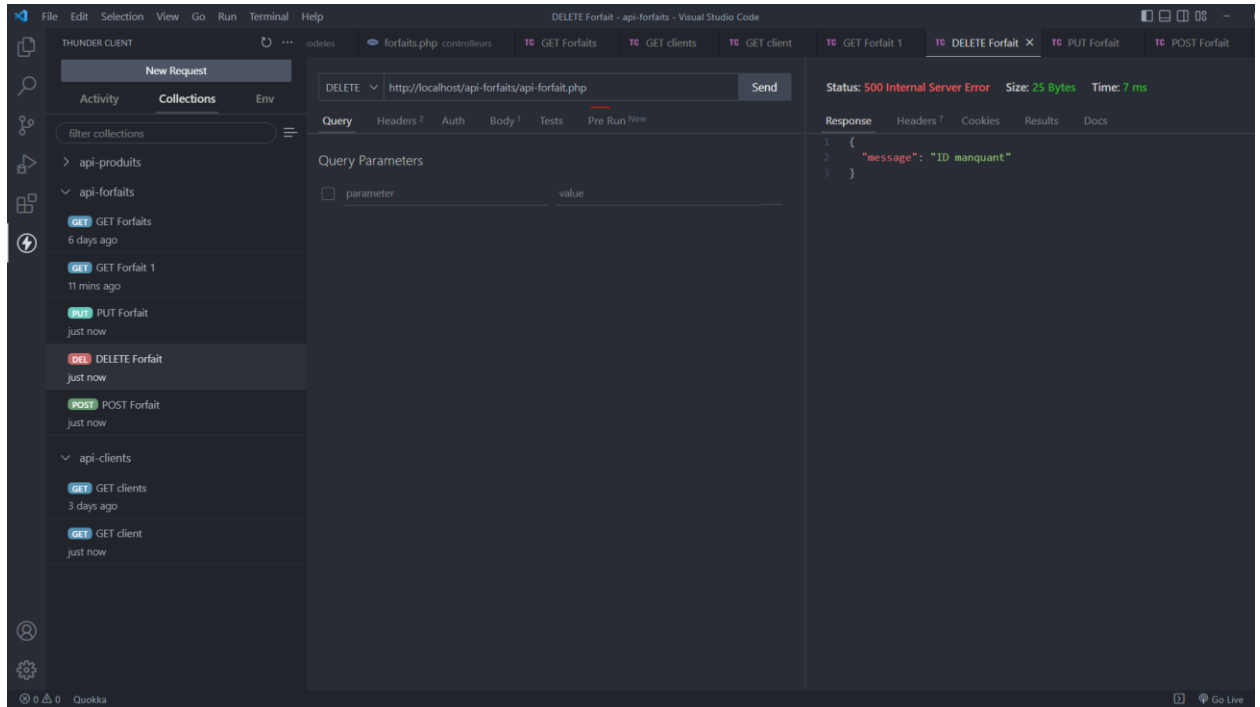 File Edit Selection View Go Run Terminal Help DELETE Forfait - api-forfaits - Visual Studio Code
THUNDER CLIENT
New Request
Activity Collections Env
filter collections
api-produits
api-forfaits
GET GET Forfaits
6 days ago
GET GET Forfait 1
11 mins ago
PUT PUT Forfait
just now
DEL DELETE Forfait
just now
POST POST Forfait
just now
api-clients
GET GET clients
3 days ago
GET GET client
just now
odeles forfaits.php controlleurs TC GET Forfaits TC GET clients TC GET client TC GET Forfait 1 TC DELETE Forfait TC PUT Forfait TC POST Forfait
DELETE http://localhost/api-forfaits/api-forfait.php Send
Query Headers 2 Auth Body 1 Tests Pre Run New
Query Parameters
parameter value
Status: 500 Internal Server Error Size: 25 Bytes Time: 7 ms
Response Headers 7 Cookies Results Docs
1 {
2 "message": "ID manquant"
3 }
0 0 Quokka Go Live